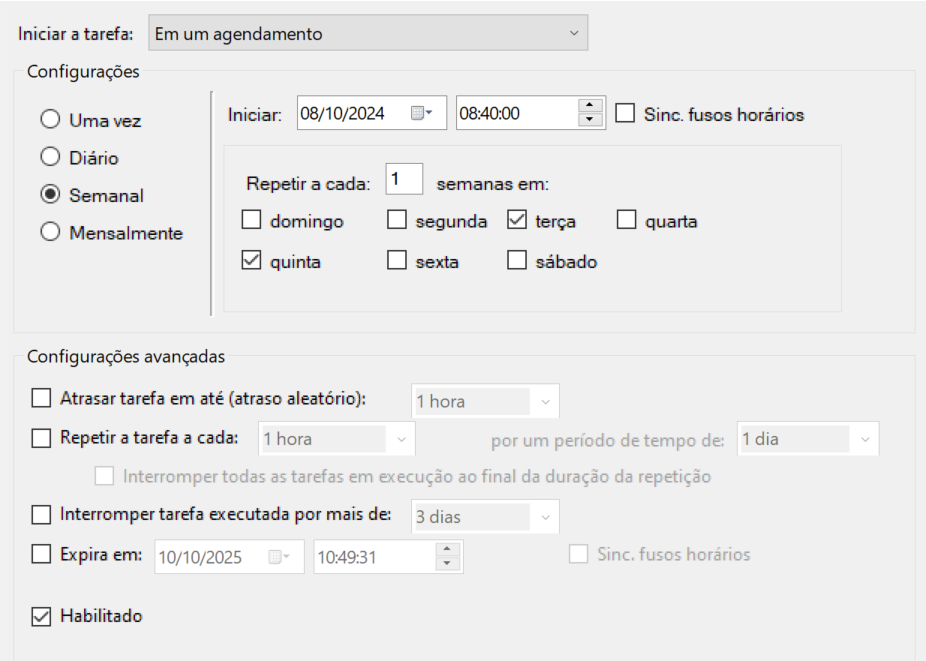 Iniciar a tarefa: Em um agendamento
Configurações
Uma vez
Diário
Semanal
Mensalmente
Iniciar: 08/10/2024 08:40:00 Sinc. fusos horários
Repetir a cada: 1 semanas em:
domingo segunda terça quarta
quinta sexta sábado
Configurações avançadas
Atrasar tarefa em até (atraso aleatório): 1 hora
Repetir a tarefa a cada: 1 hora por um período de tempo de: 1 dia
Interromper todas as tarefas em execução ao final da duração da repetição
Interromper tarefa executada por mais de: 3 dias
Expira em: 10/10/2025 10:49:31 Sinc. fusos horários
Habilitado